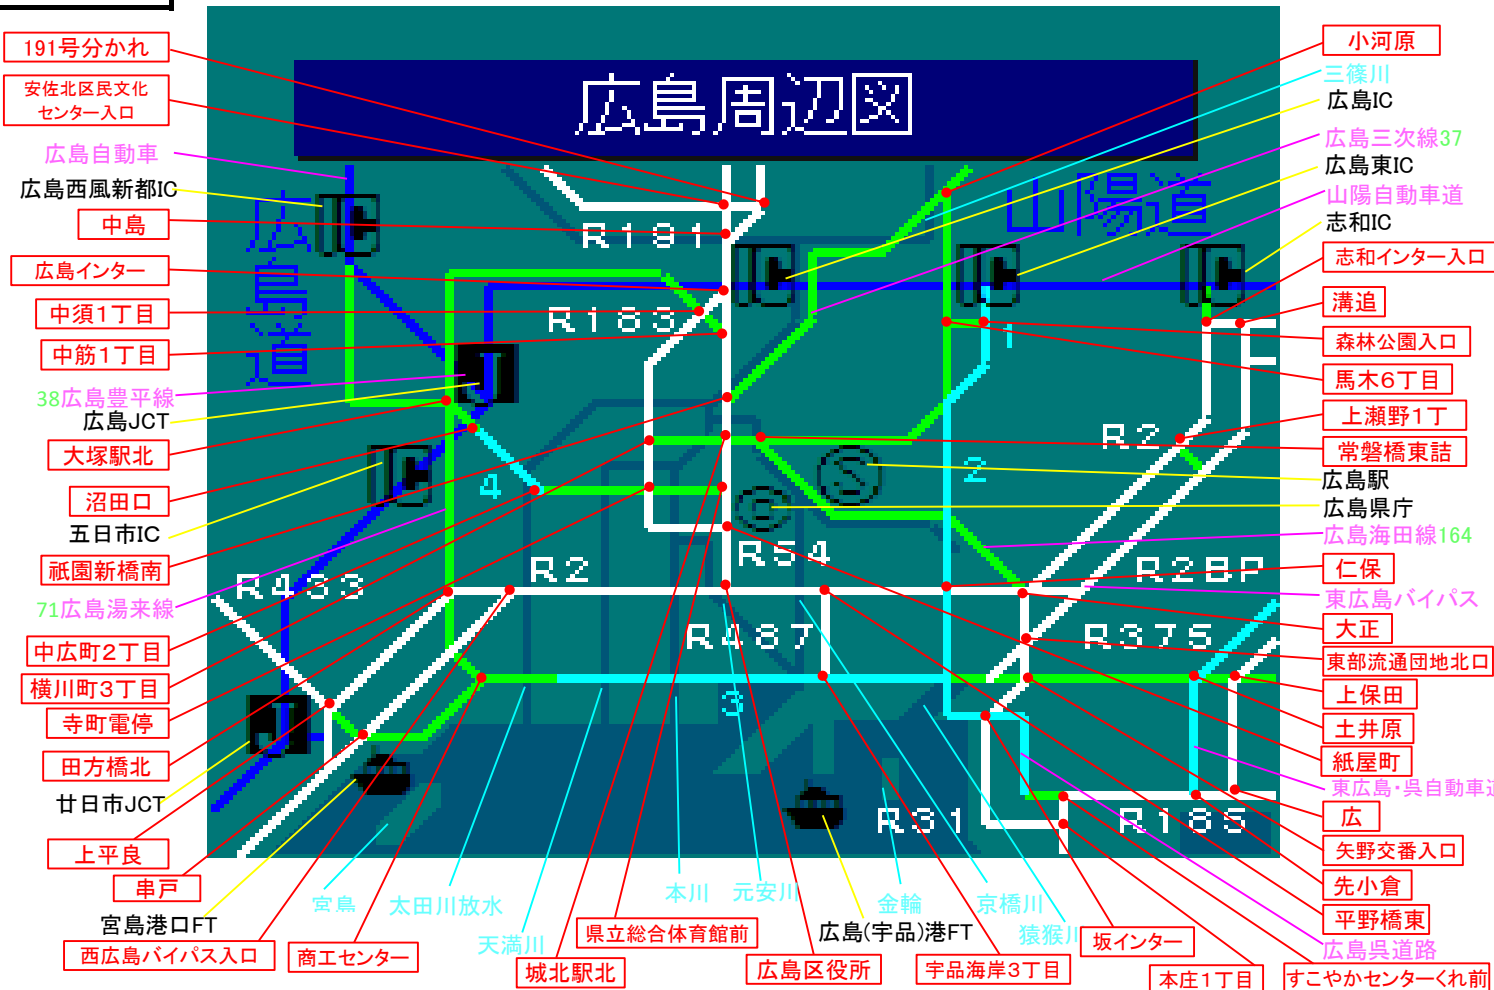 広島周辺図
191号分かれ
安佐北区民文化
センター入口
広島自動車
広島西風新都IC
中島
広島インター
中須1丁目
中筋1丁目
38広島豊平線
広島JCT
大塚駅北
沼田口
五日市IC
祇園新橋南
71広島湯来線
中広町2丁目
横川町3丁目
寺町電停
田方橋北
廿日市JCT
上平良
串戸
宮島港口FT
西広島バイパス入口
広島道
R191
R183
山陽道
1
R2
2
4
S
C
R54
R433
R2
R2BP
R487
R375
3
R31
R185
J
J
小河原
三篠川
広島IC
広島三次線37
広島東IC
山陽自動車道
志和IC
志和インター入口
溝迫
森林公園入口
馬木6丁目
上瀬野1丁
常磐橋東詰
広島駅
広島県庁
広島海田線164
仁保
東広島バイパス
大正
東部流通団地北口
上保田
土井原
紙屋町
東広島・呉自動車道
広
矢野交番入口
先小倉
平野橋東
広島呉道路
すこやかセンターくれ前
宮島
太田川放水
天満川
本川
元安川
金輪
京橋川
猿猴川
商工センター
城北駅北
県立総合体育館前
広島区役所
広島(宇品)港FT
宇品海岸3丁目
坂インター
本庄1丁目